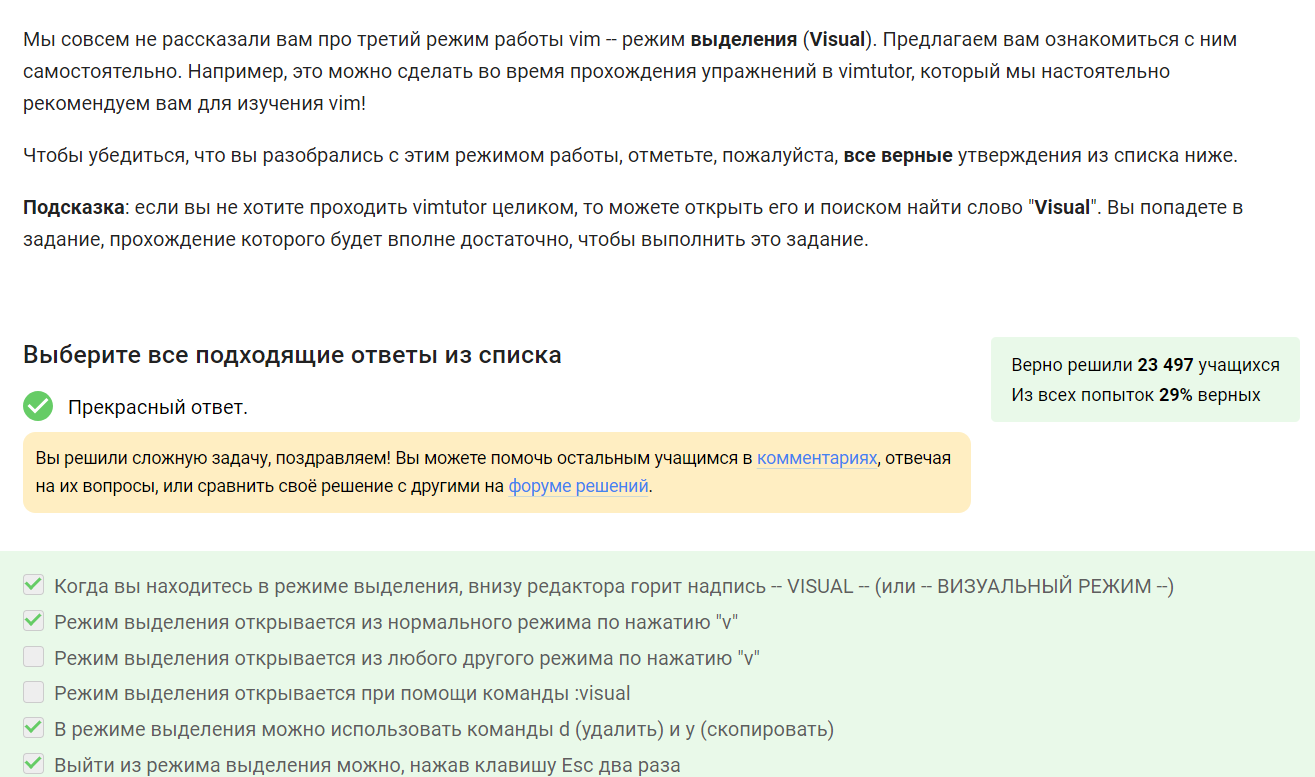 Мы совсем не рассказали вам про третий режим работы vim -- режим выделения (Visual). Предлагаем вам ознакомиться с ним
самостоятельно. Например, это можно сделать во время прохождения упражнений в vimtutor, который мы настоятельно
рекомендуем вам для изучения vim!
Чтобы убедиться, что вы разобрались с этим режимом работы, отметьте, пожалуйста, все верные утверждения из списка ниже.
Подсказка: если вы не хотите проходить vimtutor целиком, то можете открыть его и поиском найти слово "Visual". Вы попадете в
задание, прохождение которого будет вполне достаточно, чтобы выполнить это задание.
Выберите все подходящие ответы из списка
Верно решили 23 497 учащихся
Из всех попыток 29% верных
Прекрасный ответ.
Вы решили сложную задачу, поздравляем! Вы можете помочь остальным учащимся в комментариях, отвечая
на их вопросы, или сравнить своё решение с другими на форуме решений.
Когда вы находитесь в режиме выделения, внизу редактора горит надпись -- VISUAL -- (или -- ВИЗУАЛЬНЫЙ РЕЖИМ --)
Режим выделения открывается из нормального режима по нажатию "v"
Режим выделения открывается из любого другого режима по нажатию "v"
Режим выделения открывается при помощи команды :visual
В режиме выделения можно использовать команды d (удалить) и y (скопировать)
Выйти из режима выделения можно, нажав клавишу Esc два раза